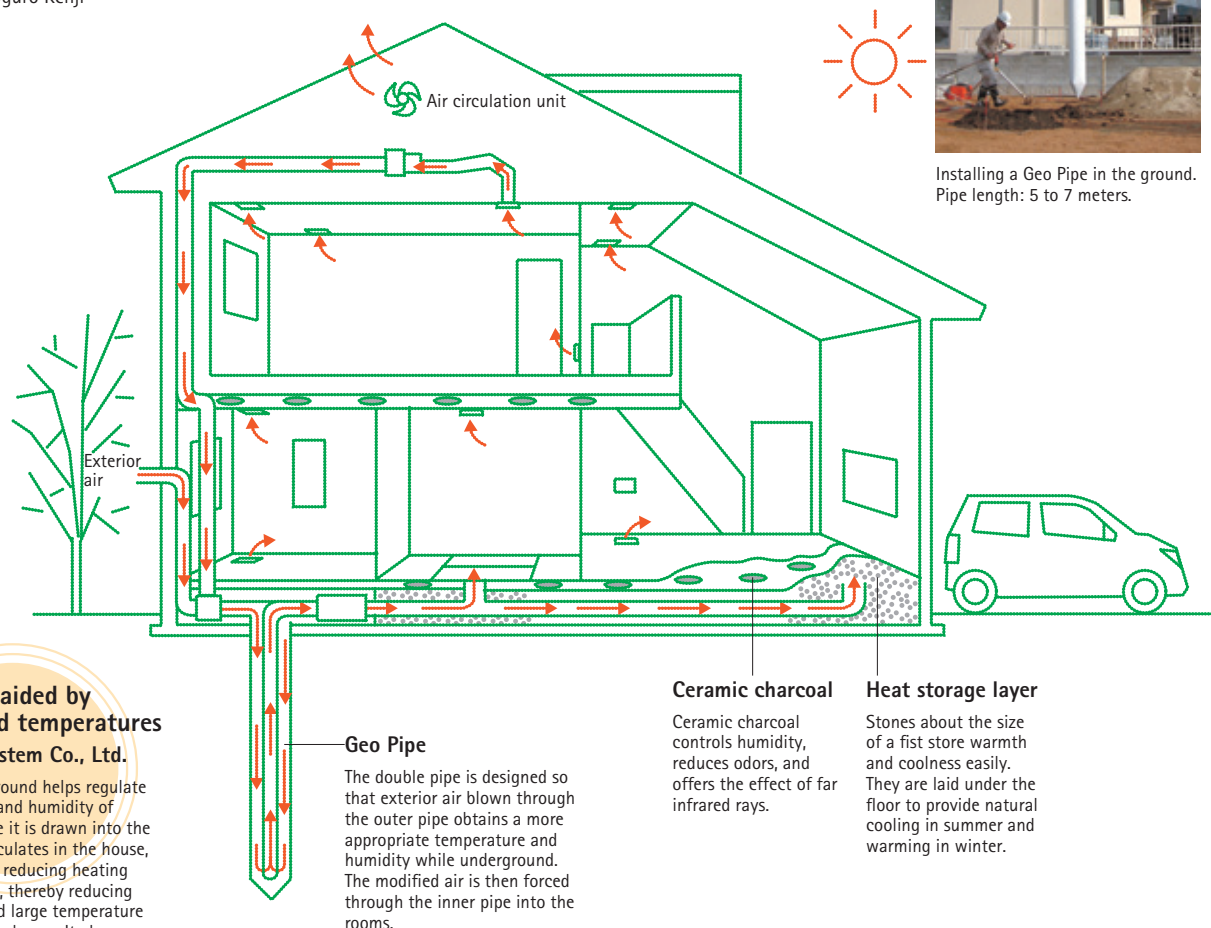 Kenji
Air circulation unit
Installing a Geo Pipe in the ground.
Pipe length: 5 to 7 meters.
Exterior
air
aided by
temperatures
Co., Ltd.
helps regulate
and humidity of
it is drawn into the
in the house,
reducing heating
, thereby reducing
large temperature
Geo Pipe
The double pipe is designed so
that exterior air blown through
the outer pipe obtains a more
appropriate temperature and
humidity while underground.
The modified air is then forced
through the inner pipe into the
rooms.
Ceramic charcoal
Ceramic charcoal
controls humidity,
reduces odors, and
offers the effect of far
infrared rays.
Heat storage layer
Stones about the size
of a fist store warmth
and coolness easily.
They are laid under the
floor to provide natural
cooling in summer and
warming in winter.